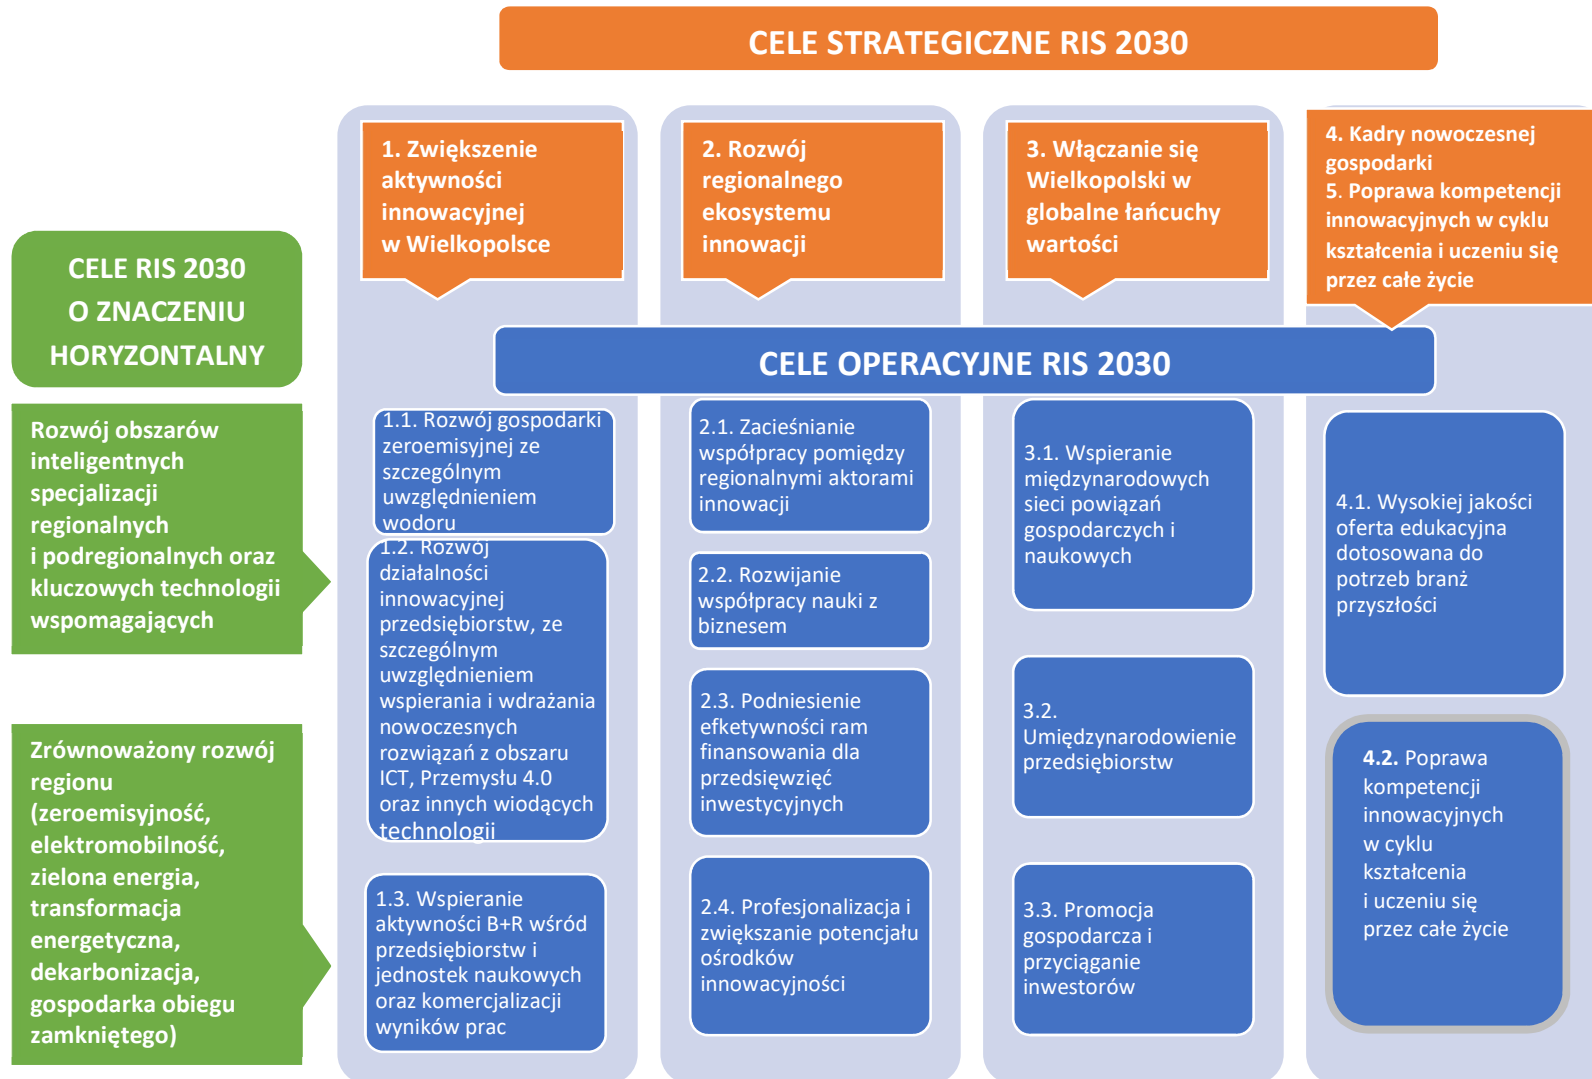 CELE STRATEGICZNE RIS 2030
1. Zwiększenie
aktywności
innowacyjnej
w Wielkopolsce
2. Rozwój
regionalnego
ekosystemu
innowacji
3. Włączanie się
Wielkopolski w
globalne łańcuchy
wartości
4. Kadry nowoczesnej
gospodarki
5. Poprawa kompetencji
innowacyjnych w cyklu
kształcenia i uczeniu się
przez całe życie
CELE RIS 2030
O ZNACZENIU
HORYZONTALNY
CELE OPERACYJNE RIS 2030
Rozwój obszarów
inteligentnych
specjalizacji
regionalnych
i podregionalnych oraz
kluczowych technologii
wspomagających
Zrównoważony rozwój
regionu
(zeroemisyjność,
elektromobilność,
zielona energia,
transformacja
energetyczna,
dekarbonizacja,
gospodarka obiegu
zamkniętego)
1.1. Rozwój gospodarki
zeroemisyjnej ze
szczególnym
uwzględnieniem
wodoru
1.2. Rozwój
działalności
innowacyjnej
przedsiębiorstw, ze
szczególnym
uwzględnieniem
wspierania i wdrażania
nowoczesnych
rozwiązań z obszaru
ICT, Przemysłu 4.0
oraz innych wiodących
technologii
1.3. Wspieranie
aktywności B+R wśród
przedsiębiorstw i
jednostek naukowych
oraz komercjalizacji
wyników prac
2.1. Zacieśnianie
współpracy pomiędzy
regionalnymi aktorami
innowacji
2.2. Rozwijanie
współpracy nauki z
biznesem
2.3. Podniesienie
efketywności ram
finansowania dla
przedsięwzięć
inwestycyjnych
2.4. Profesjonalizacja i
zwiększanie potencjału
ośrodków
innowacyjności
3.1. Wspieranie
międzynarodowych
sieci powiązań
gospodarczych i
naukowych
3.2.
Umiędzynarodowienie
przedsiębiorstw
3.3. Promocja
gospodarcza i
przyciąganie
inwestorów
4.1. Wysokiej jakości
oferta edukacyjna
dotosowana do
potrzeb branż
przyszłości
4.2. Poprawa
kompetencji
innowacyjnych
w cyklu
kształcenia
i uczeniu się
przez całe życie